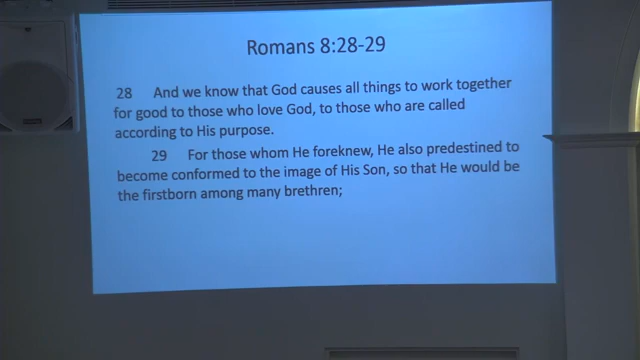 Romans 8:28-29
28 And we know that God causes all things to work together
for good to those who love God, to those who are called
according to His purpose.
29 For those whom He foreknew, He also predestined to
become conformed to the image of His Son, so that He would be
the firstborn among many brethren;